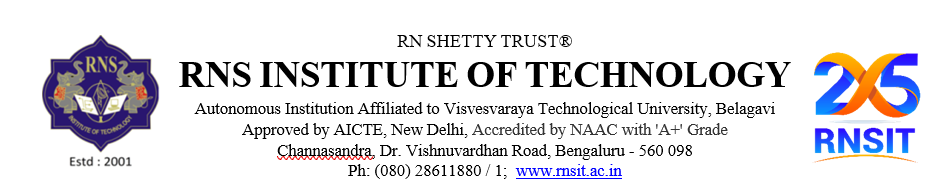 RN SHETTY TRUST®
RNS INSTITUTE OF TECHNOLOGY
Autonomous Institution Affiliated to Visvesvaraya Technological University, Belagavi
Approved by AICTE, New Delhi, Accredited by NAAC with 'A+' Grade
Channasandra, Dr. Vishnuvardhan Road, Bengaluru - 560 098
Ph: (080) 28611880 / 1; www.rnsit.ac.in
RNS
INSTITUTE OF TECHNOLOGY
Estd : 2001
25
RNSIT